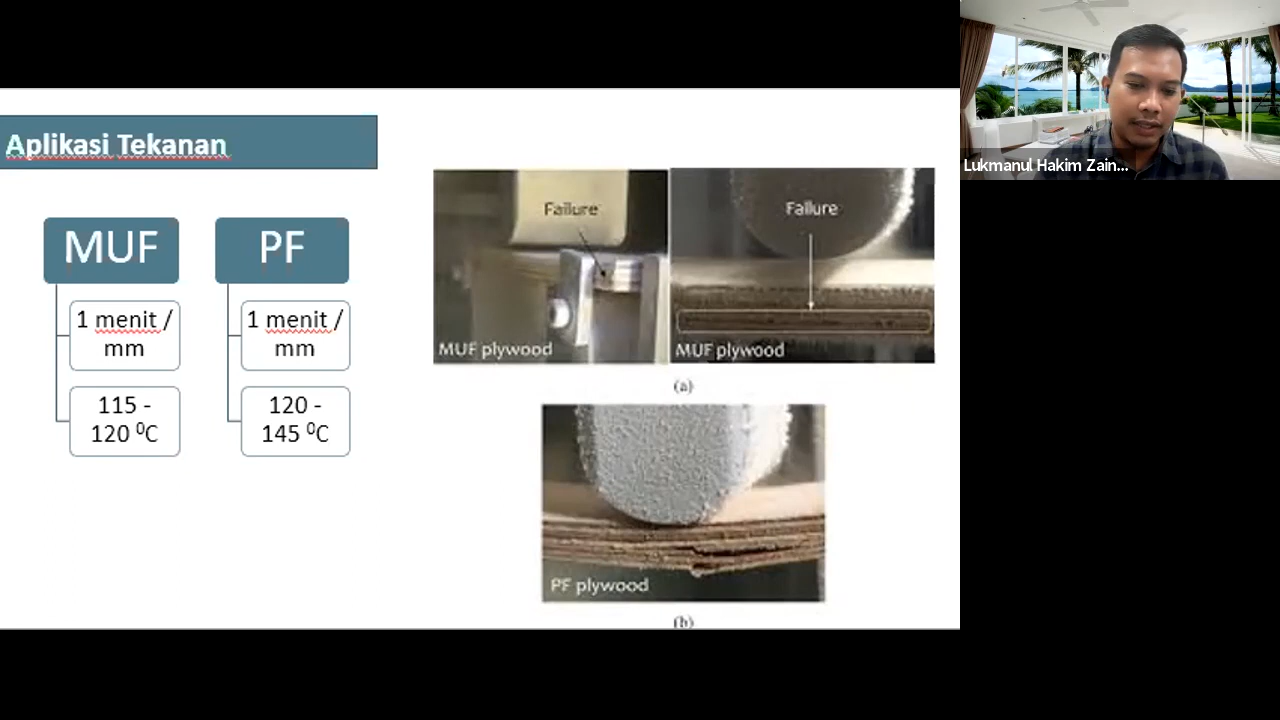 Aplikasi Tekanan
MUF
1 menit /
mm
115 -
120 ⁰C
PF
1 menit /
mm
120 -
145 ⁰C
Failure
MUF plywood
Failure
MUF plywood
(a)
PF plywood
(b)
Lukmanul Hakim Zain...